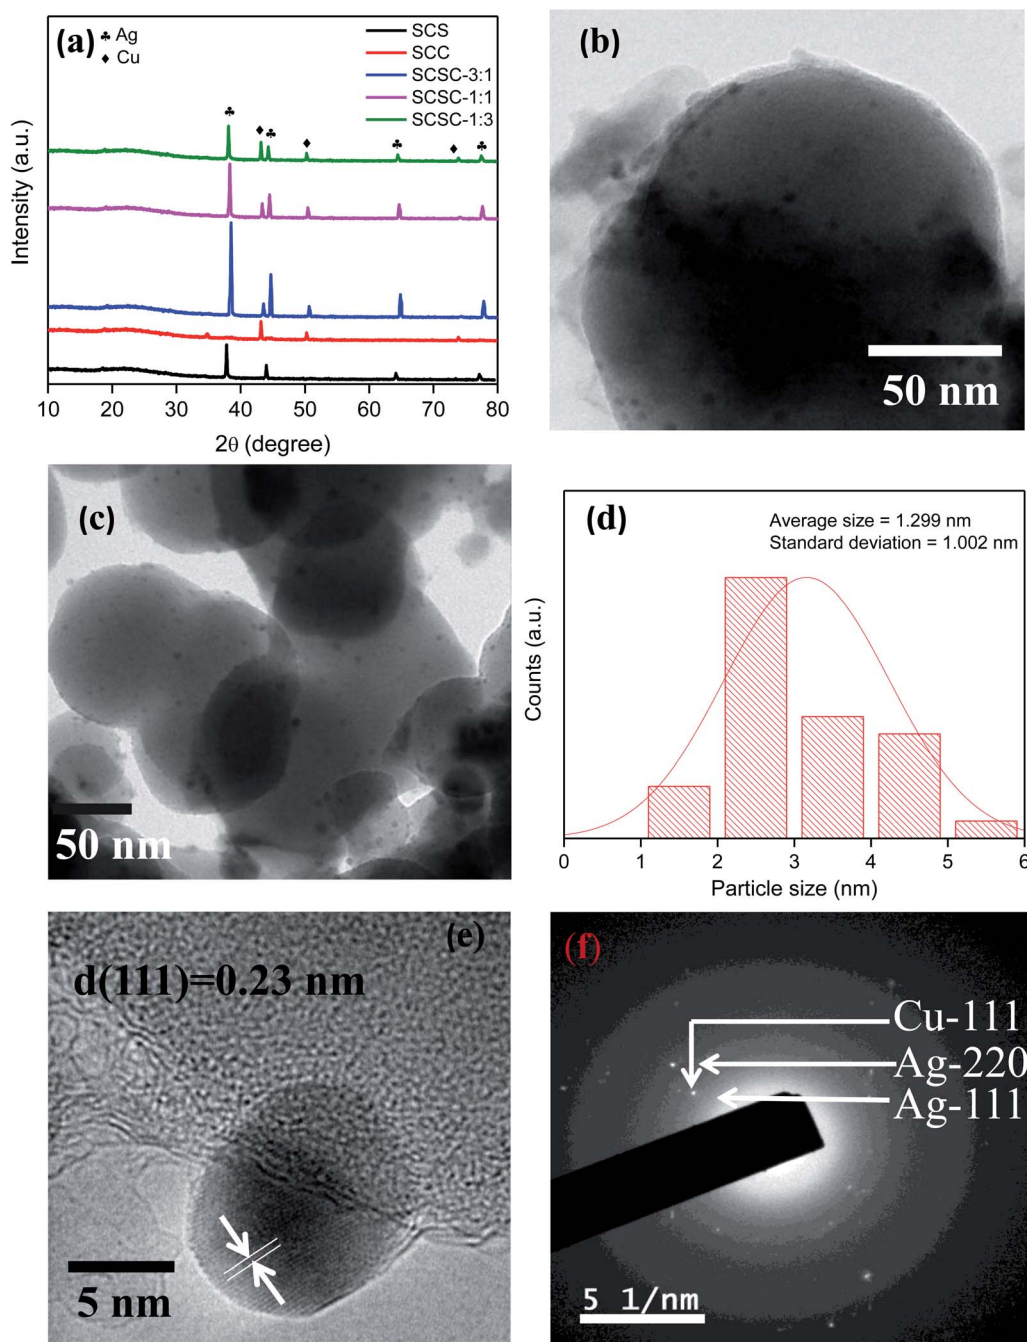 (a)
♣ Ag
♦ Cu
SCS
SCC
SCSC-3:1
SCSC-1:1
SCSC-1:3
Intensity (a.u.)
10 20 30 40 50 60 70 80
2θ (degree)
(b)
50 nm
(c)
50 nm
(d)
Average size = 1.299 nm
Standard deviation = 1.002 nm
Counts (a.u.)
0 1 2 3 4 5 6
Particle size (nm)
(e)
d(111)=0.23 nm
5 nm
(f)
Cu-111
Ag-220
Ag-111
5 1/nm